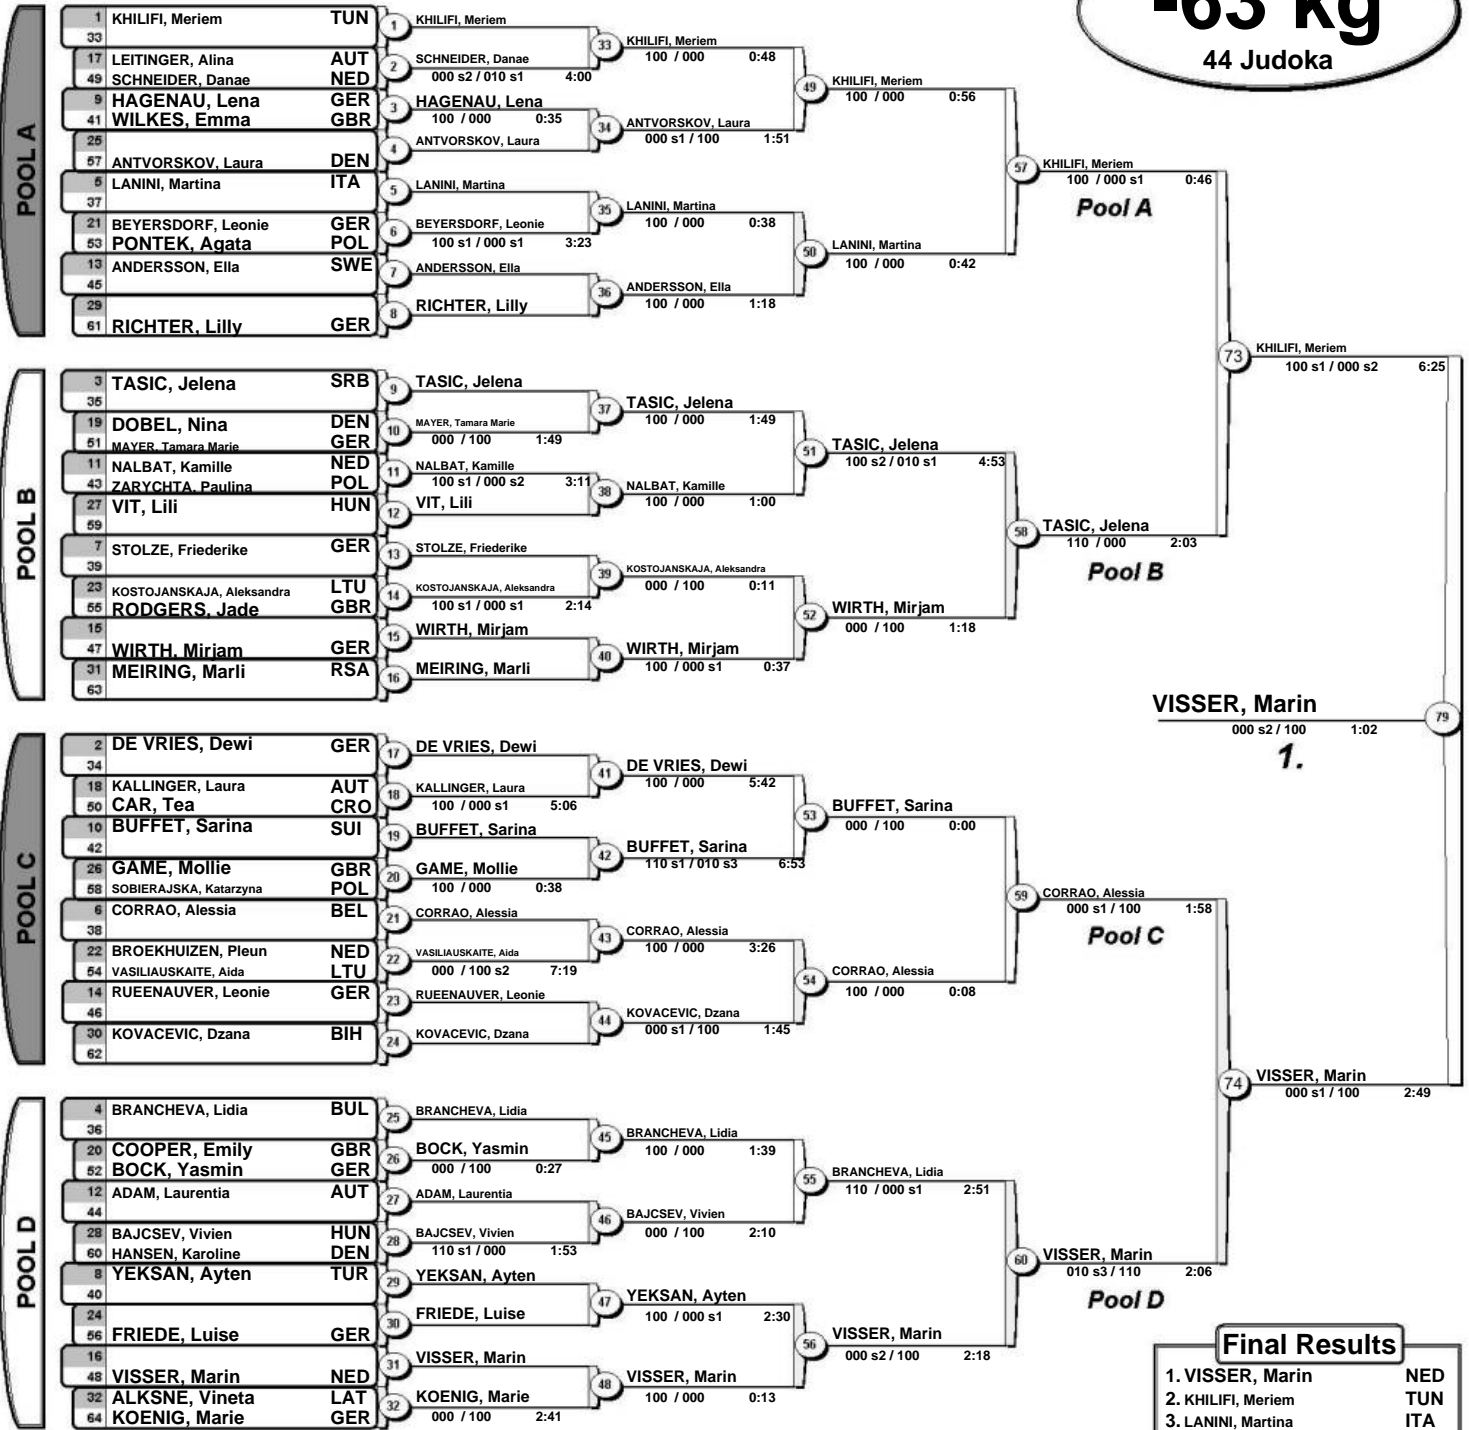 -63 kg
44 Judoka
POOL A
1 KHILIFI, Meriem TUN
33
17 LEITINGER, Alina AUT
49 SCHNEIDER, Danae NED
9 HAGENAU, Lena GER
41 WILKES, Emma GBR
25
57 ANTVORSKOV, Laura DEN
5 LANINI, Martina ITA
37
21 BEYERSDORF, Leonie GER
53 PONTEK, Agata POL
13 ANDERSSON, Ella SWE
45
29
61 RICHTER, Lilly GER
1 KHILIFI, Meriem
2 SCHNEIDER, Danae
000 s2 / 010 s1 4:00
3 HAGENAU, Lena
100 / 000 0:35
4 ANTVORSKOV, Laura
5 LANINI, Martina
6 BEYERSDORF, Leonie
100 s1 / 000 s1 3:23
7 ANDERSSON, Ella
8 RICHTER, Lilly
33 KHILIFI, Meriem
100 / 000 0:48
34 ANTVORSKOV, Laura
000 s1 / 100 1:51
35 LANINI, Martina
100 / 000 0:38
36 ANDERSSON, Ella
100 / 000 1:18
49 KHILIFI, Meriem
100 / 000 0:56
50 LANINI, Martina
100 / 000 0:42
57 KHILIFI, Meriem
100 / 000 s1 0:46
Pool A
POOL B
3 TASIC, Jelena SRB
35
19 DOBEL, Nina DEN
51 MAYER, Tamara Marie GER
11 NALBAT, Kamille NED
43 ZARYCHTA, Paulina POL
27 VIT, Lili HUN
59
7 STOLZE, Friederike GER
39
23 KOSTOJANSKAJA, Aleksandra LTU
55 RODGERS, Jade GBR
15
47 WIRTH, Mirjam GER
31 MEIRING, Marli RSA
63
9 TASIC, Jelena
10 MAYER, Tamara Marie
000 / 100 1:49
11 NALBAT, Kamille
100 s1 / 000 s2 3:11
12 VIT, Lili
13 STOLZE, Friederike
14 KOSTOJANSKAJA, Aleksandra
100 s1 / 000 s1 2:14
15 WIRTH, Mirjam
16 MEIRING, Marli
37 TASIC, Jelena
100 / 000 1:49
38 NALBAT, Kamille
100 / 000 1:00
39 KOSTOJANSKAJA, Aleksandra
000 / 100 0:11
40 WIRTH, Mirjam
100 / 000 s1 0:37
51 TASIC, Jelena
100 s2 / 010 s1 4:53
52 WIRTH, Mirjam
000 / 100 1:18
58 TASIC, Jelena
110 / 000 2:03
Pool B
73 KHILIFI, Meriem
100 s1 / 000 s2 6:25
VISSER, Marin 79
000 s2 / 100 1:02
1.
POOL C
2 DE VRIES, Dewi GER
34
18 KALLINGER, Laura AUT
50 CAR, Tea CRO
10 BUFFET, Sarina SUI
42
26 GAME, Mollie GBR
58 SOBIERAJSKA, Katarzyna POL
6 CORRAO, Alessia BEL
38
22 BROEKHUIZEN, Pleun NED
54 VASILIAUSKAITE, Aida LTU
14 RUEENAUVER, Leonie GER
46
30 KOVACEVIC, Dzana BIH
62
17 DE VRIES, Dewi
18 KALLINGER, Laura
100 / 000 s1 5:06
19 BUFFET, Sarina
20 GAME, Mollie
100 / 000 0:38
21 CORRAO, Alessia
22 VASILIAUSKAITE, Aida
000 / 100 s2 7:19
23 RUEENAUVER, Leonie
24 KOVACEVIC, Dzana
41 DE VRIES, Dewi
100 / 000 5:42
42 BUFFET, Sarina
110 s1 / 010 s3 6:53
43 CORRAO, Alessia
100 / 000 3:26
44 KOVACEVIC, Dzana
000 s1 / 100 1:45
53 BUFFET, Sarina
000 / 100 0:00
54 CORRAO, Alessia
100 / 000 0:08
59 CORRAO, Alessia
000 s1 / 100 1:58
Pool C
POOL D
4 BRANCHEVA, Lidia BUL
36
20 COOPER, Emily GBR
52 BOCK, Yasmin GER
12 ADAM, Laurentia AUT
44
28 BAJCSEV, Vivien HUN
60 HANSEN, Karoline DEN
8 YEKSAN, Ayten TUR
40
24
56 FRIEDE, Luise GER
16
48 VISSER, Marin NED
32 ALKSNE, Vineta LAT
64 KOENIG, Marie GER
25 BRANCHEVA, Lidia
26 BOCK, Yasmin
000 / 100 0:27
27 ADAM, Laurentia
28 BAJCSEV, Vivien
110 s1 / 000 1:53
29 YEKSAN, Ayten
30 FRIEDE, Luise
31 VISSER, Marin
32 KOENIG, Marie
000 / 100 2:41
45 BRANCHEVA, Lidia
100 / 000 1:39
46 BAJCSEV, Vivien
000 / 100 2:10
47 YEKSAN, Ayten
100 / 000 s1 2:30
48 VISSER, Marin
100 / 000 0:13
55 BRANCHEVA, Lidia
110 / 000 s1 2:51
56 VISSER, Marin
000 s2 / 100 2:18
60 VISSER, Marin
010 s3 / 110 2:06
Pool D
74 VISSER, Marin
000 s1 / 100 2:49
Final Results
1. VISSER, Marin NED
2. KHILIFI, Meriem TUN
3. LANINI, Martina ITA